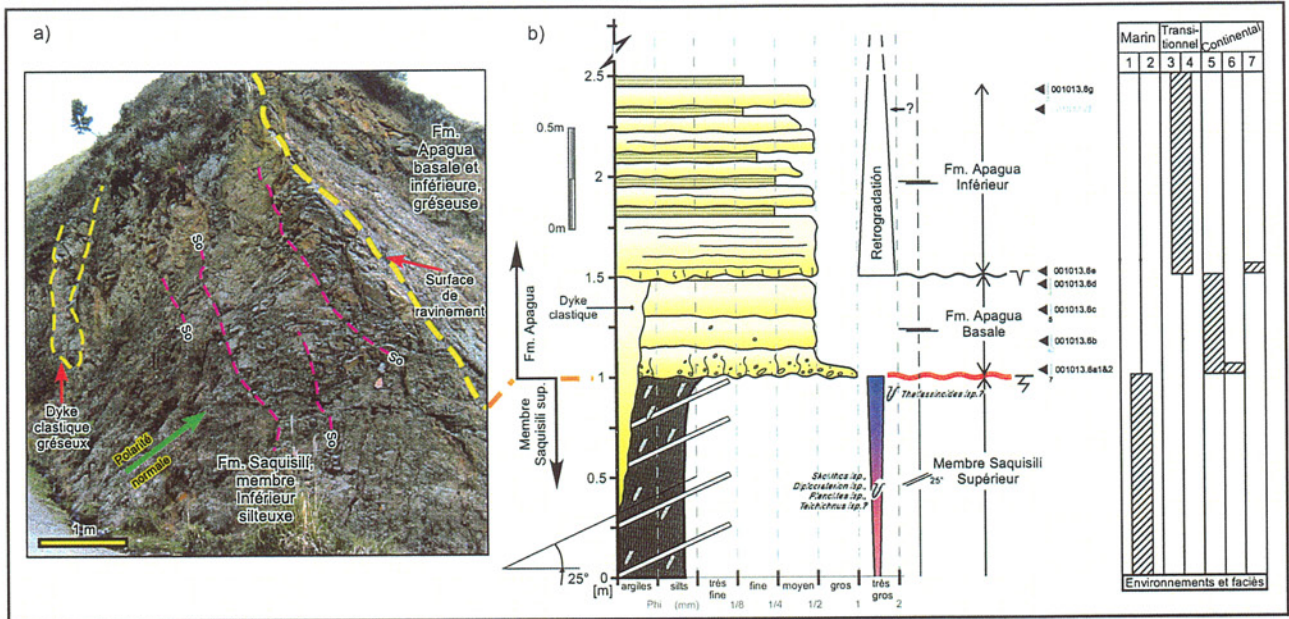 a)
Fm.
Apagua
basale et
inférieure,
gréseuse
So
So
So
So
Surface
de
ravinement
Dyke
clastique
gréseux
Polarité
normale
Fm. Saquisilí,
membre
Inférieur
silteuxe
1 m
b)
2.5
2
1.5
1
0.5
0
[m]
0.5m
0m
Fm. Apagua
Membre
Saquisili sup.
Dyke
clastique
25°
argiles
silts
très
fine
fine
moyen
gros
très
gros
Phi
(mm)
1/8
1/4
1/2
1
2
Retrogradation
?
Fm. Apagua
Inférieur
Fm. Apagua
Basale
Thallassinoides isp.?
Skolithos isp.,
Diplocraterion isp.,
Planolites isp.,
Teichichnus isp.?
25°
Membre Saquisilí
Supérieur
001013.6g
001013.6e
001013.6d
001013.6c
001013.6b
001013.6a1&2
Marin
Transi-
tionnel
Continental
1 2 3 4 5 6 7
Environnements et faciès